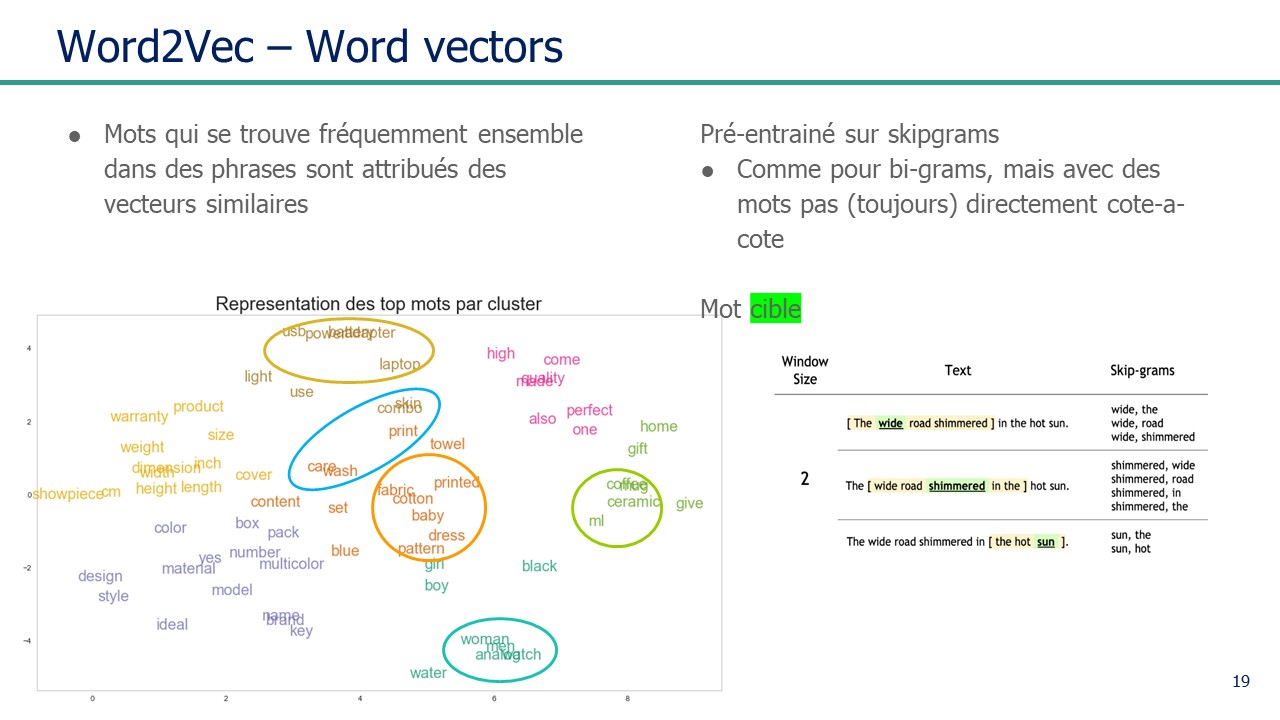 Word2Vec – Word vectors
● Mots qui se trouve fréquemment ensemble
dans des phrases sont attribués des
vecteurs similaires
Pré-entrainé sur skipgrams
● Comme pour bi-grams, mais avec des
mots pas (toujours) directement cote-a-
cote
Mot cible
Representation des top mots par cluster
4
2
0
−2
−4
0 2 4 6 8
usb power battery adapter
laptop
light
use
high
come
made quality
also
perfect
one
home
gift
skin
combo
print
towel
care
wash
product
warranty
size
weight
dimension inch
width
cover
showpiece cm height length
content
set
fabric
printed
cotton
baby
dress
blue
pattern
coffee
mug
ceramic
ml
give
color
box
pack
yes number
material
multicolor
design
style
model
ideal
name
brand
key
girl
boy
black
woman
men
analog watch
water
Window
Size
Text
Skip-grams
2
[ The wide road shimmered ] in the hot sun.
wide, the
wide, road
wide, shimmered
The [ wide road shimmered in the ] hot sun.
shimmered, wide
shimmered, road
shimmered, in
shimmered, the
The wide road shimmered in [ the hot sun ].
sun, the
sun, hot
19